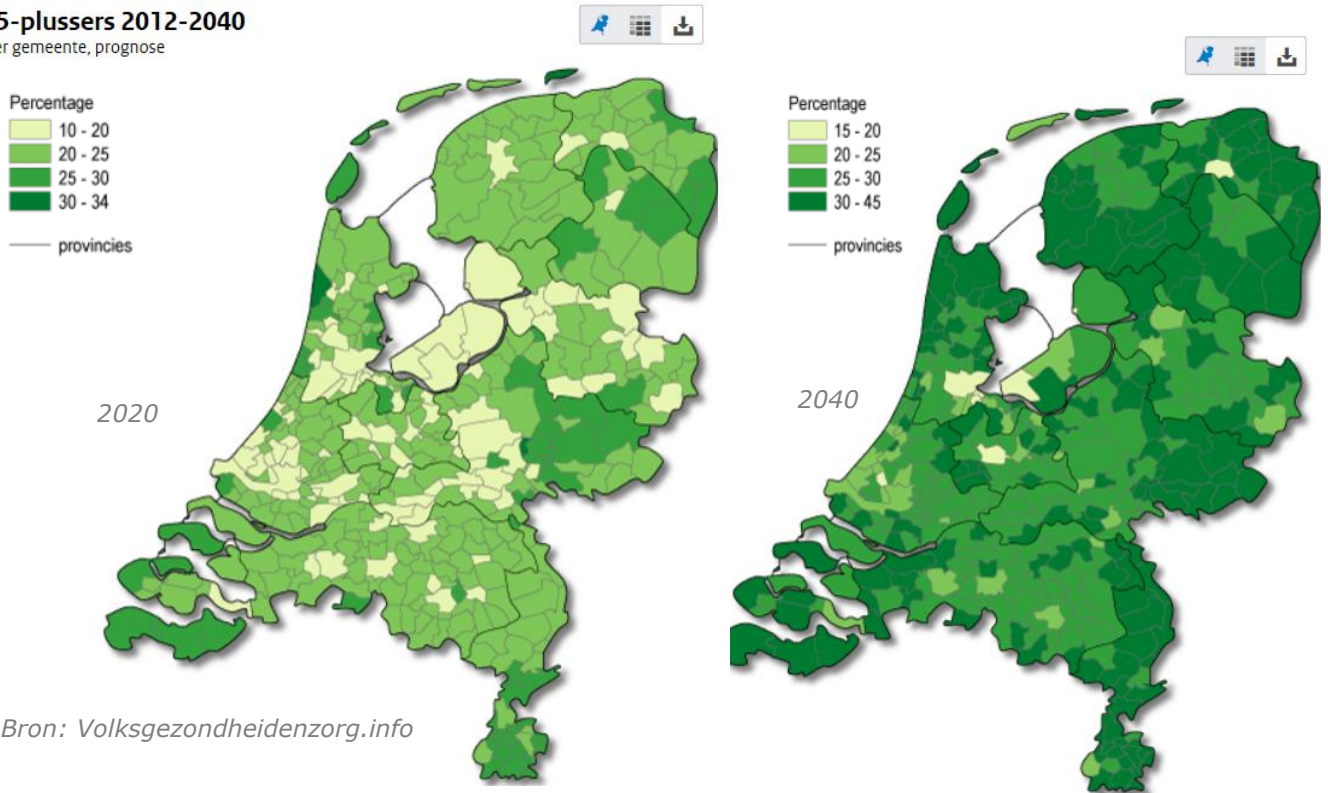 5-plussers 2012-2040
er gemeente, prognose
Percentage
10 - 20
20 - 25
25 - 30
30 - 34
provincies
2020
Percentage
15 - 20
20 - 25
25 - 30
30 - 45
provincies
2040
Bron: Volksgezondheidenzorg.info